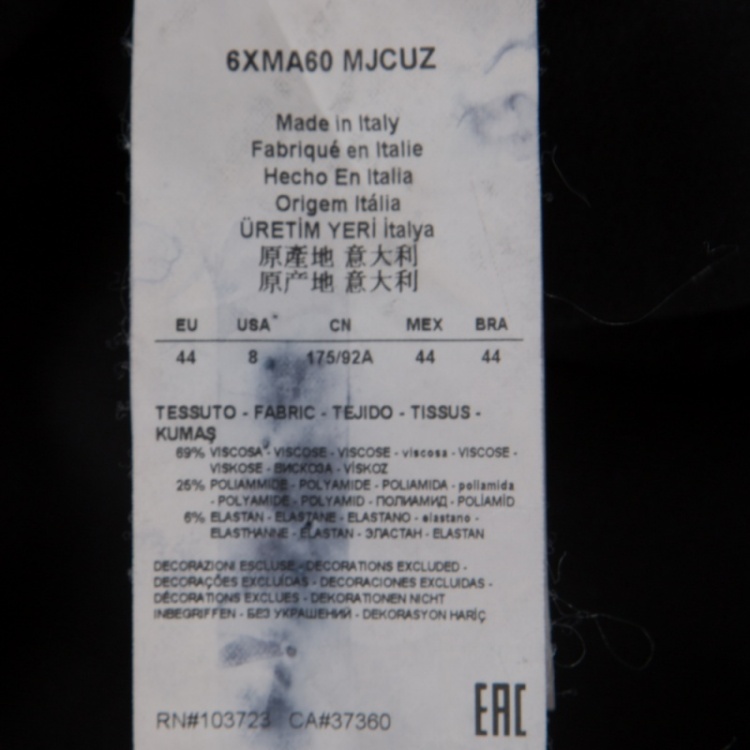 6XMA60 MJCUZ
Made in Italy
Fabriqué en Italie
Hecho En Italia
Origem Itália
ÜRETİM YERİ İtalya
原產地 意大利
原产地 意大利
EU USA CN MEX BRA
44 8 175/92A 44 44
TESSUTO - FABRIC - TEJIDO - TISSUS -
KUMAŞ
69% VISCOSA - VISCOSE - VISCOSE - viscosa - VISCOSE -
VISKOSE - ВИСКОЗА - VİSKOZ
25% POLIAMMIDE - POLYAMIDE - POLIAMIDA - poliamida
- POLYAMIDE - POLYAMID - ПОЛИАМИД - POLİAMİD
6% ELASTAN - ELASTANE - ELASTANO - elastano -
ELASTHANNE - ELASTAN - ЭЛАСТАН - ELASTAN
DECORAZIONI ESCLUSE - DECORATIONS EXCLUDED -
DECORAÇÕES EXCLUÍDAS - DECORACIONES EXCLUIDAS -
DÉCORATIONS EXCLUES - DEKORATIONEN NICHT
INBEGRIFFEN - БЕЗ УКРАШЕНИИ - DEKORASYON HARİÇ
RN#103723 CA#37360
EAC